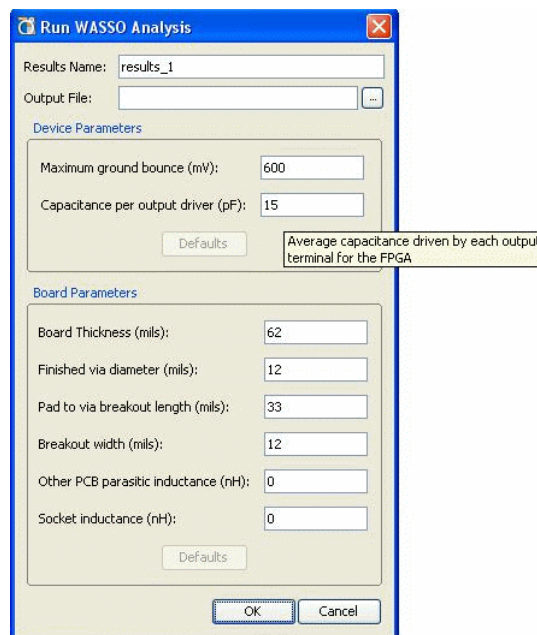 Run WASSO Analysis
Results Name: results_1
Output File: ...
Device Parameters
Maximum ground bounce (mV): 600
Capacitance per output driver (pF): 15
Defaults
Average capacitance driven by each output
terminal for the FPGA
Board Parameters
Board Thickness (mils): 62
Finished via diameter (mils): 12
Pad to via breakout length (mils): 33
Breakout width (mils): 12
Other PCB parasitic inductance (nH): 0
Socket inductance (nH): 0
Defaults
OK Cancel